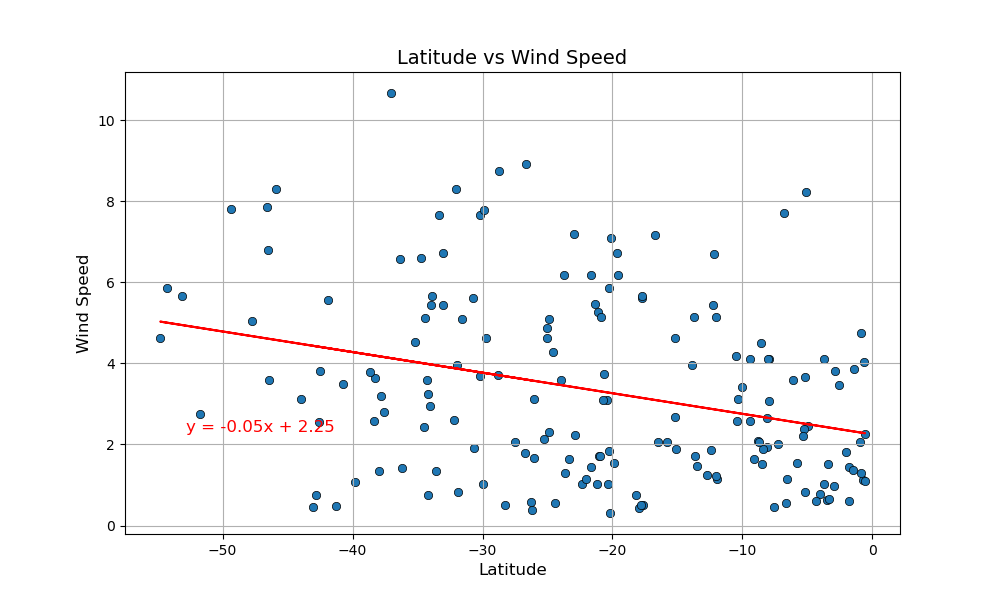 Latitude vs Wind Speed
10
8
6
4
2
0
Wind Speed
y = -0.05x + 2.25
−50 −40 −30 −20 −10 0
Latitude